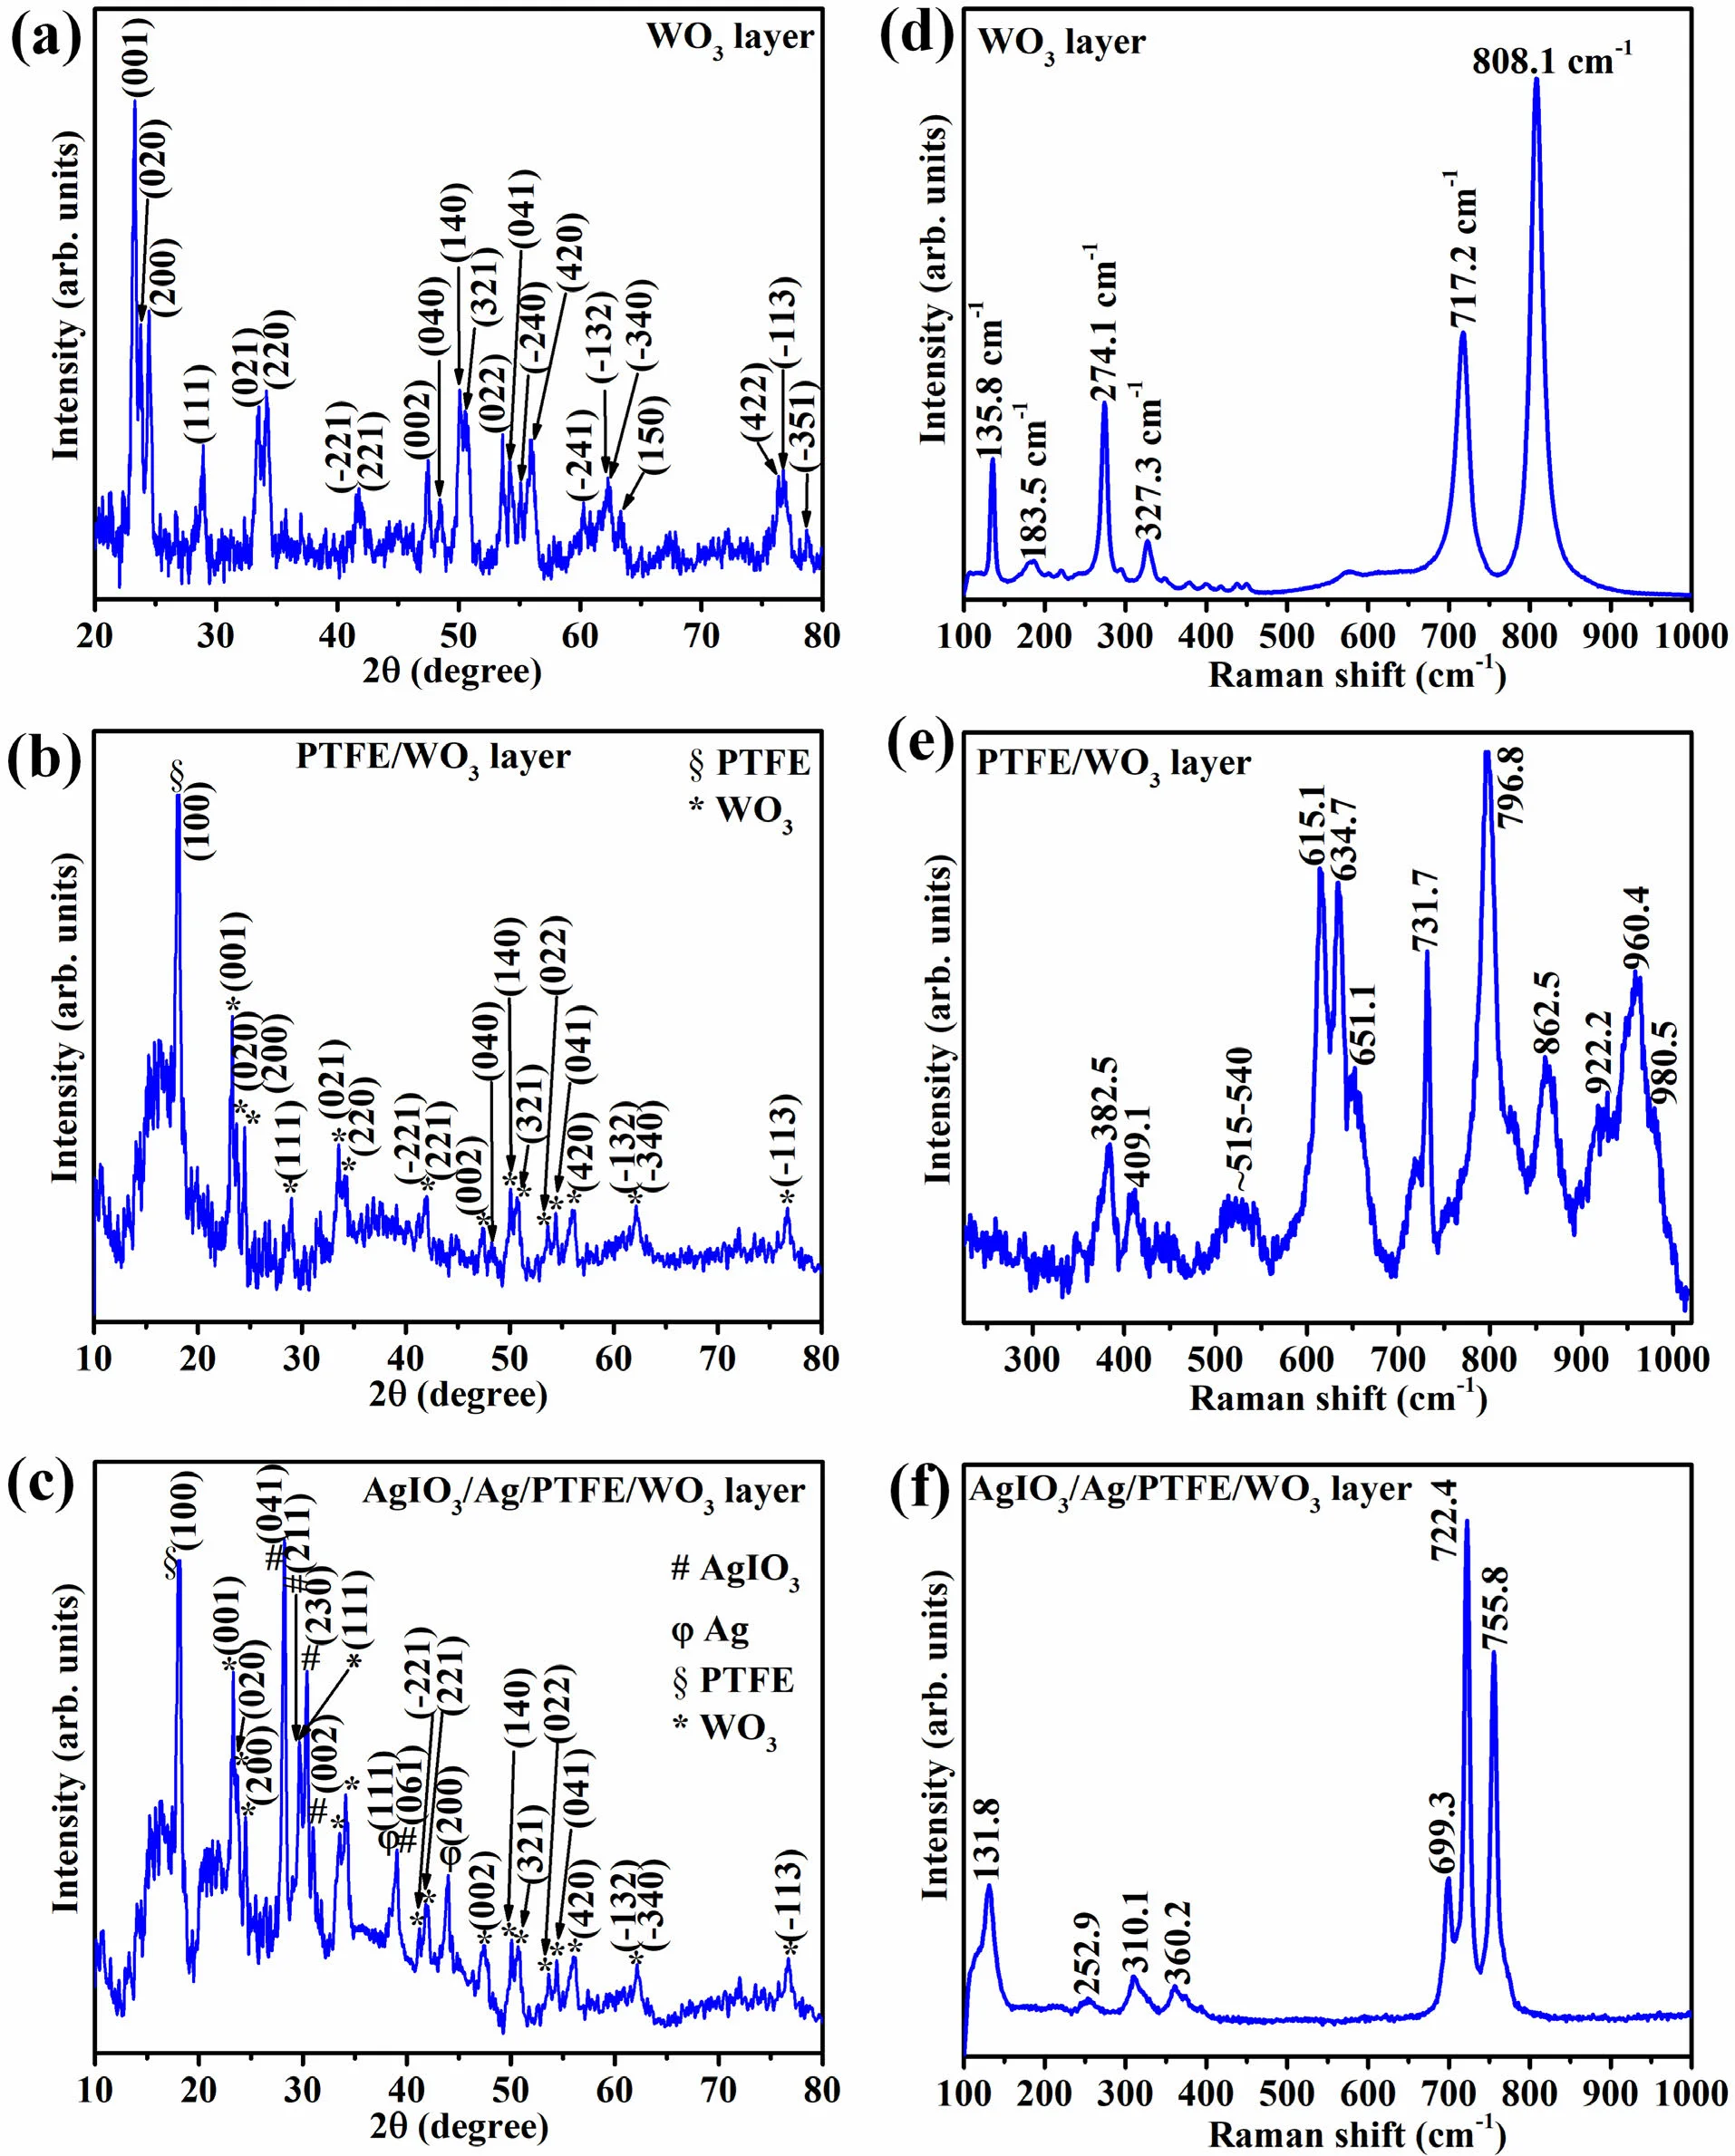 (a)
WO3 layer
(001)
(020)
(200)
(111)
(021)
(220)
(-221)
(221)
(002)
(040)
(140)
(321)
(022)
(041)
(-240)
(420)
(-241)
(-132)
(-340)
(150)
(422)
(-113)
(-351)
Intensity (arb. units)
20 30 40 50 60 70 80
2θ (degree)
(d)
WO3 layer
135.8 cm-1
183.5 cm-1
274.1 cm-1
327.3 cm-1
717.2 cm-1
808.1 cm-1
Intensity (arb. units)
100 200 300 400 500 600 700 800 900 1000
Raman shift (cm-1)
(b)
PTFE/WO3 layer
§ PTFE
* WO3
§
(100)
*(001)
(020)
*
(200)
*
*(111)
*(021)
*(220)
(-221)
(221)
*
(002)
*
(040)
(140)
*
(321)
*
(022)
*
(041)
*
*(420)
(-132)
(-340)
*
*(-113)
Intensity (arb. units)
10 20 30 40 50 60 70 80
2θ (degree)
(e)
PTFE/WO3 layer
382.5
409.1
~515-540
615.1
634.7
651.1
731.7
796.8
862.5
922.2
960.4
980.5
Intensity (arb. units)
300 400 500 600 700 800 900 1000
Raman shift (cm-1)
(c)
AgIO3/Ag/PTFE/WO3 layer
# AgIO3
φ Ag
§ PTFE
* WO3
§(100)
*(001)
*(020)
*(200)
#(041)
#(211)
#(230)
*(111)
#(002)
*
*
φ(111)
#(061)
(-221)
*
(221)
*
φ(200)
*(002)
(140)
*
(321)
*
(022)
*
(041)
*
*(420)
(-132)
(-340)
*
*(-113)
Intensity (arb. units)
10 20 30 40 50 60 70 80
2θ (degree)
(f)
AgIO3/Ag/PTFE/WO3 layer
131.8
252.9
310.1
360.2
699.3
722.4
755.8
Intensity (arb. units)
100 200 300 400 500 600 700 800 900 1000
Raman shift (cm-1)